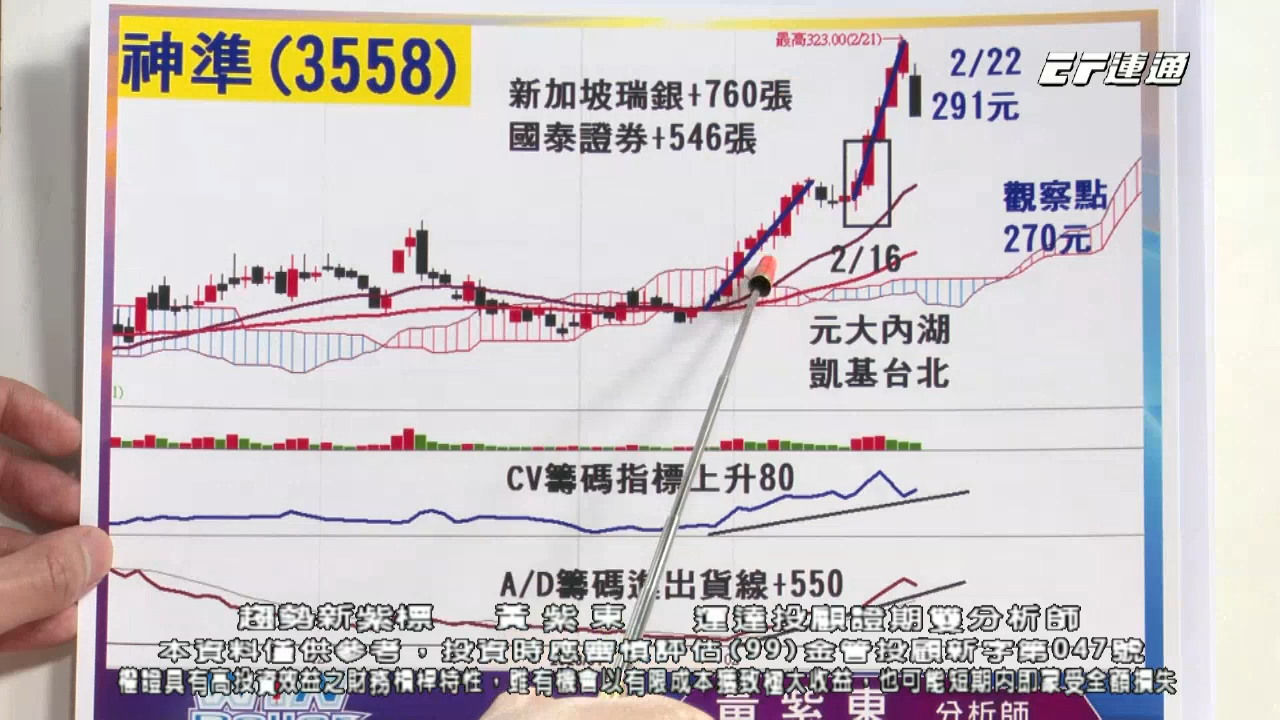 神準(3558)
新加坡瑞銀+760張
國泰證券+546張
最高323.00(2/21)→
2/22
291元
運通
觀察點
270元
2/16
元大內湖
凱基台北
1)
CV籌碼指標上升80
A/D籌碼進出貨線+550
趨勢新紫標 黃紫東 運達投顧證期雙分析師
本資料僅供參考，投資時應審慎評估(99)金管投顧新字第047號
權證具有高投資效益之財務槓桿特性，雖有機會以有限成本獲致極大收益，也可能短期內即蒙受全額損失
黃紫東 分析師